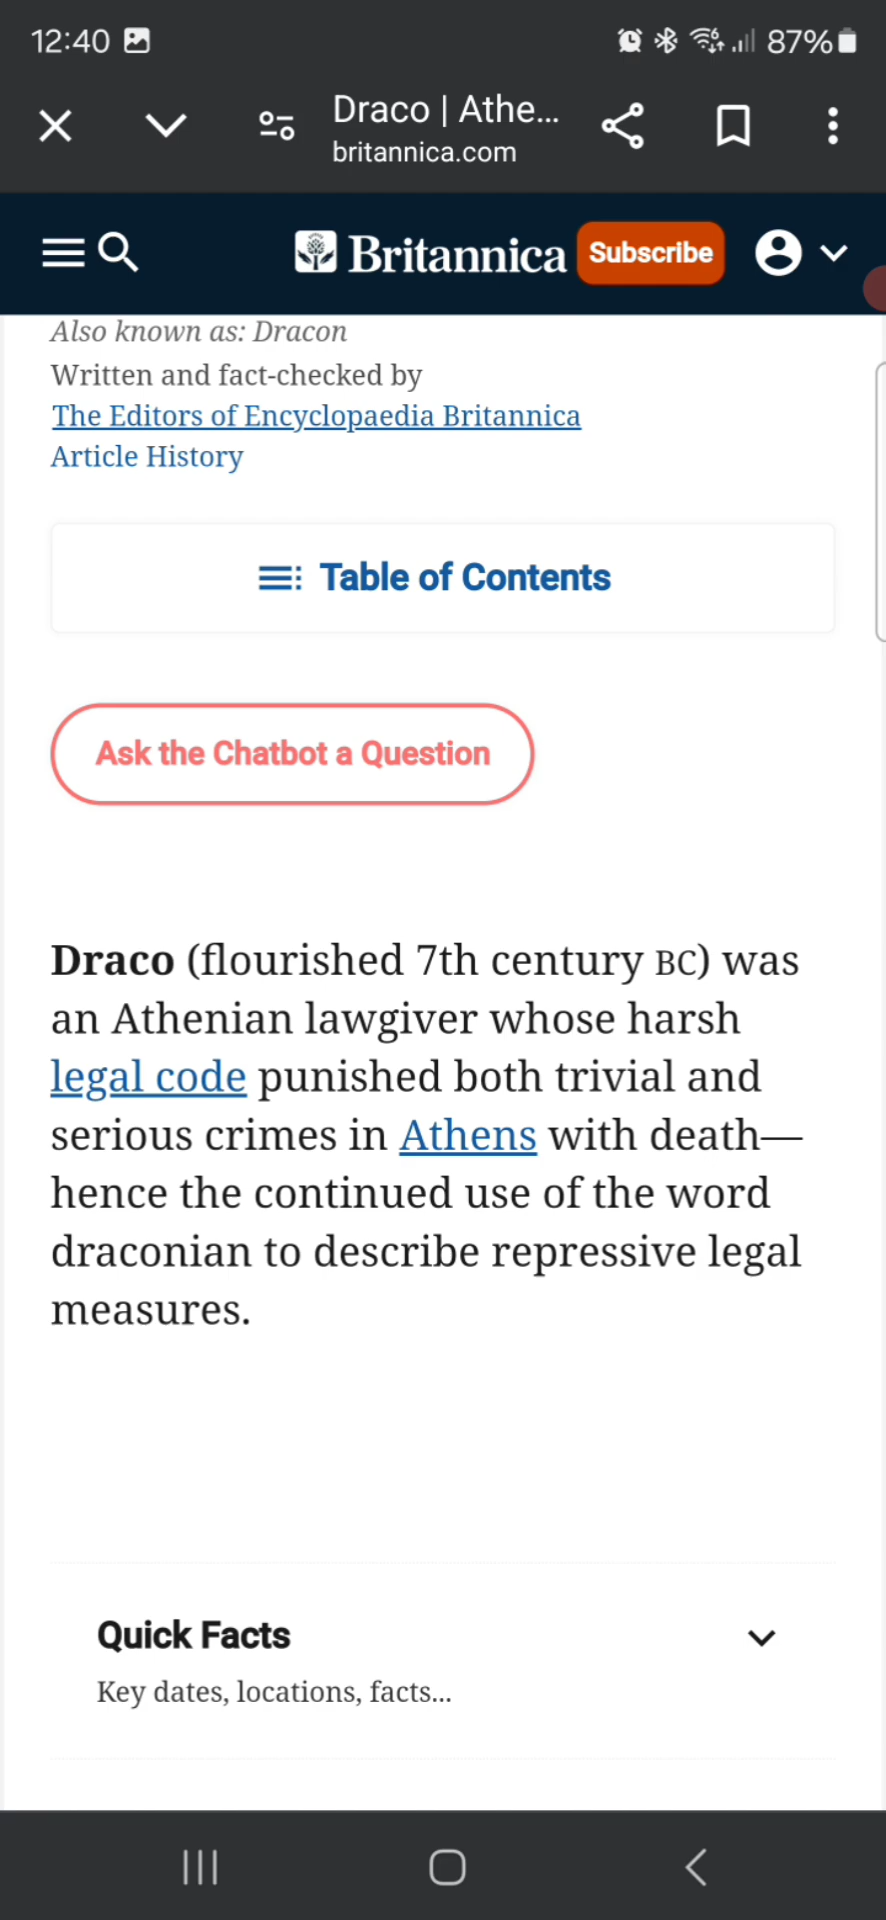 12:40 87%
Draco | Athe...
britannica.com
Britannica Subscribe
Also known as: Dracon
Written and fact-checked by
The Editors of Encyclopaedia Britannica
Article History
Table of Contents
Ask the Chatbot a Question
Draco (flourished 7th century BC) was
an Athenian lawgiver whose harsh
legal code punished both trivial and
serious crimes in Athens with death—
hence the continued use of the word
draconian to describe repressive legal
measures.
Quick Facts
Key dates, locations, facts...